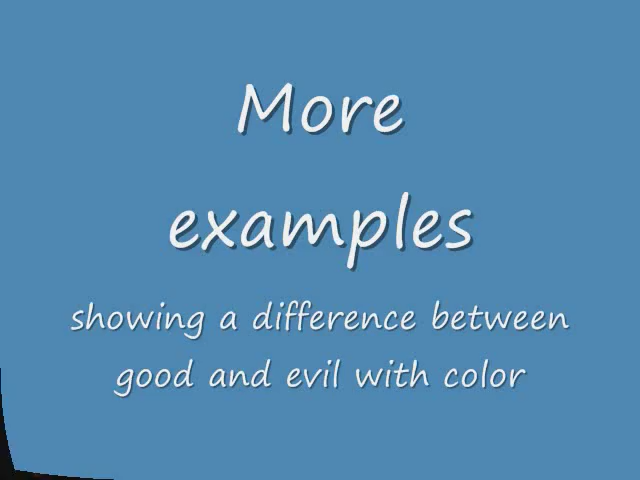 More
examples
showing a difference between
good and evil with color